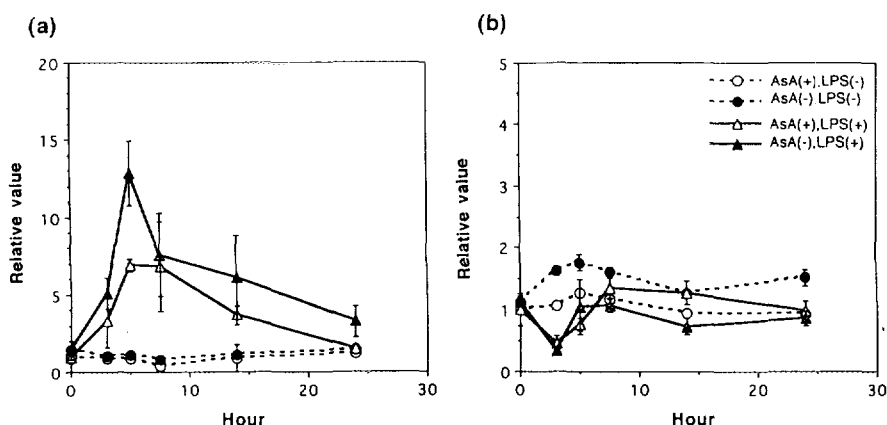 (a)
20
15
10
5
0
0
10
20
30
Relative value
Hour
(b)
5
4
3
2
1
0
0
10
20
30
Relative value
Hour
AsA(+).LPS(-)
AsA(-).LPS(-)
AsA(+),LPS(+)
AsA(-),LPS(+)